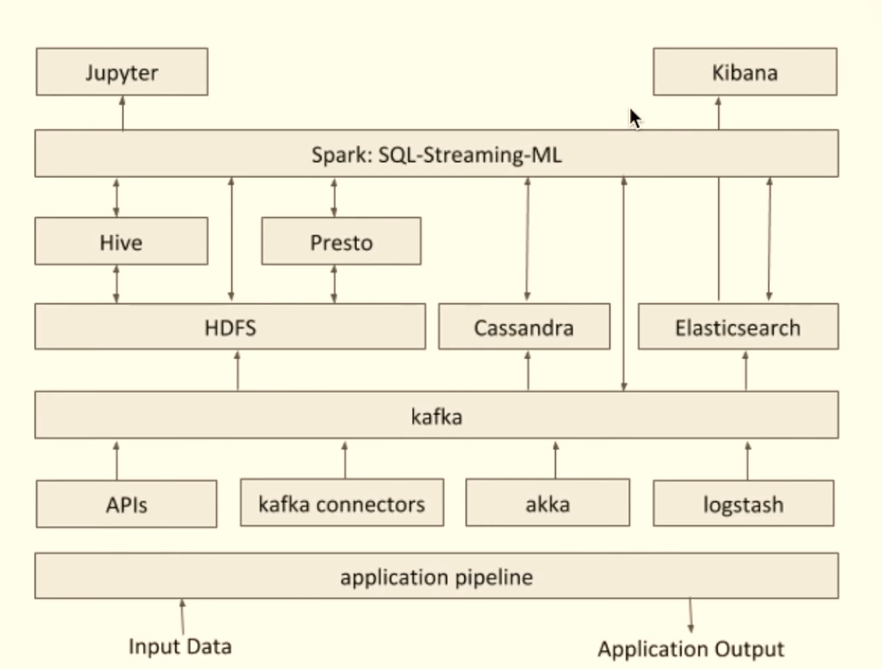 Jupyter
Kibana
Spark: SQL-Streaming-ML
Hive
Presto
HDFS
Cassandra
Elasticsearch
kafka
APIs
kafka connectors
akka
logstash
application pipeline
Input Data
Application Output